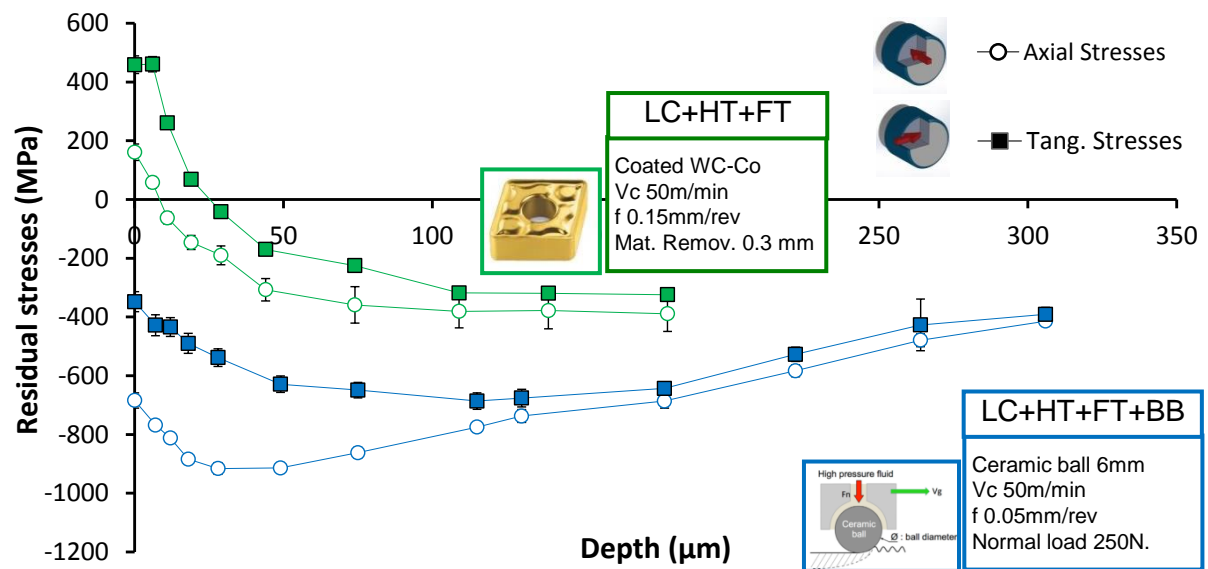 600
400
200
0
-200
-400
-600
-800
-1000
-1200
Residual stresses (MPa)
0
50
100
250
300
350
Depth (µm)
Axial Stresses
Tang. Stresses
LC+HT+FT
Coated WC-Co
Vc 50m/min
f 0.15mm/rev
Mat. Remov. 0.3 mm
LC+HT+FT+BB
Ceramic ball 6mm
Vc 50m/min
f 0.05mm/rev
Normal load 250N.
High pressure fluid
Fn
Vg
Ceramic
ball
Ø : ball diameter